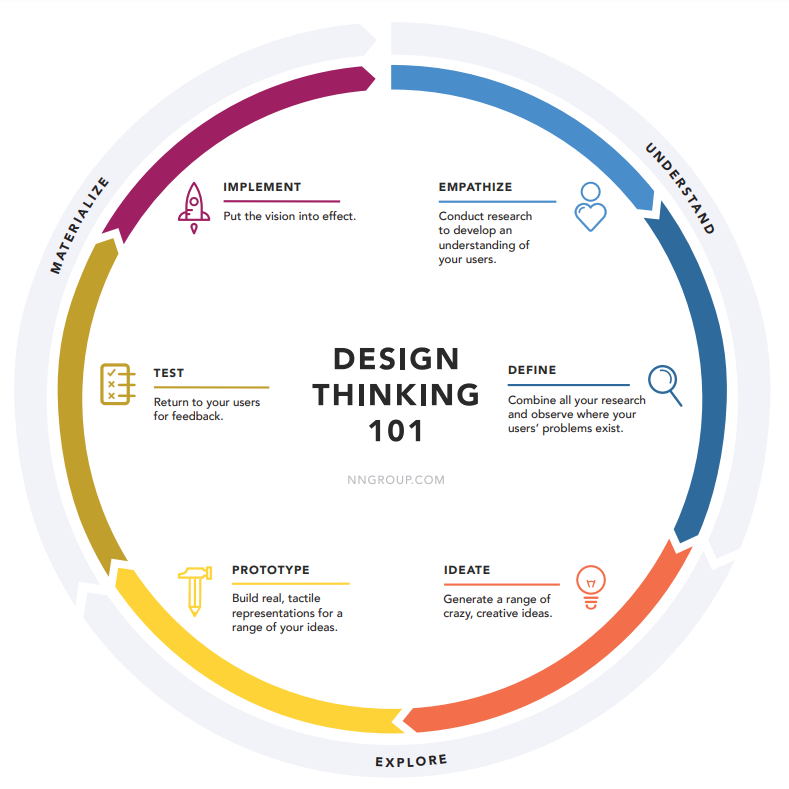 DESIGN
THINKING
101
NNGROUP.COM
UNDERSTAND
EMPATHIZE
Conduct research
to develop an
understanding of
your users.
DEFINE
Combine all your research
and observe where your
users’ problems exist.
EXPLORE
IDEATE
Generate a range of
crazy, creative ideas.
PROTOTYPE
Build real, tactile
representations for a
range of your ideas.
MATERIALIZE
TEST
Return to your users
for feedback.
IMPLEMENT
Put the vision into effect.